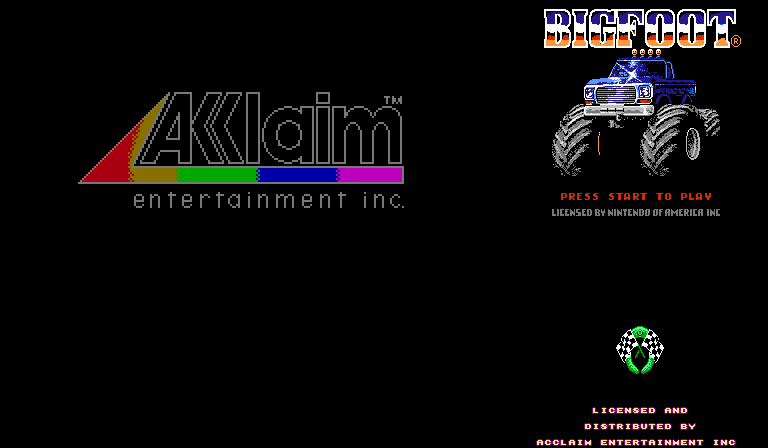 Acclaim™
entertainment inc.
BIGFOOT®
PRESS START TO PLAY
LICENSED BY NINTENDO OF AMERICA INC
LICENSED AND
DISTRIBUTED BY
ACCLAIM ENTERTAINMENT INC